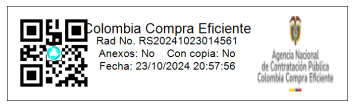 Colombia Compra Eficiente
Rad No. RS20241023014561
Anexos: No Con copia: No
Fecha: 23/10/2024 20:57:56
Agencia Nacional
de Contratación Pública
Colombia Compra Eficiente